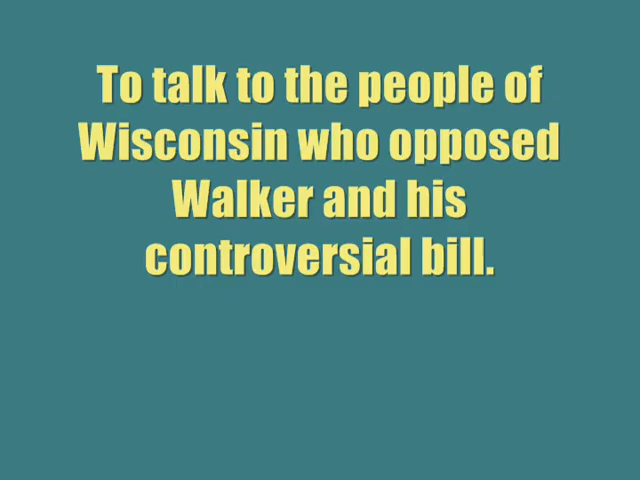 To talk to the people of
Wisconsin who opposed
Walker and his
controversial bill.